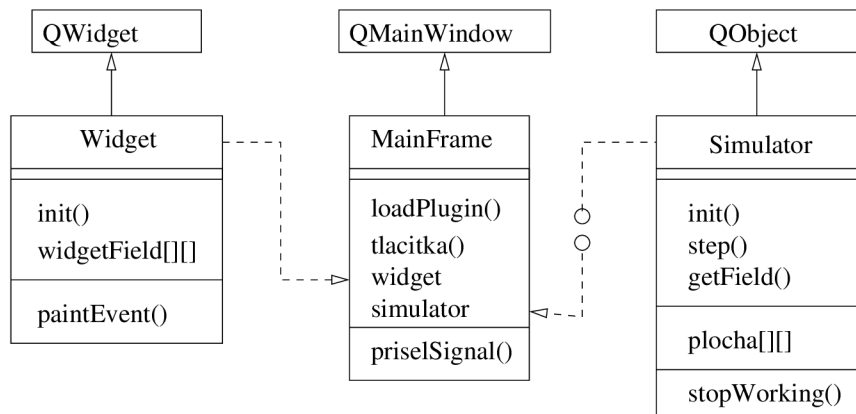 QWidget
QMainWindow
QObject
Widget
init()
widgetField[][]
paintEvent()
MainFrame
loadPlugin()
tlacitka()
widget
simulator
priselSignal()
Simulator
init()
step()
getField()
plocha[][]
stopWorking()